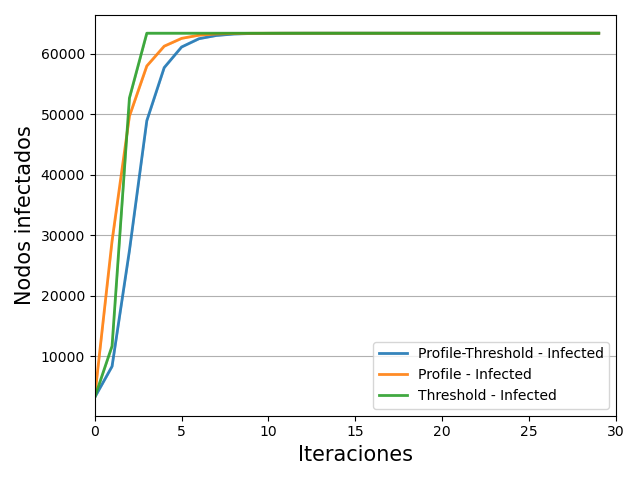 60000
50000
40000
30000
20000
10000
Nodos infectados
Profile-Threshold - Infected
Profile - Infected
Threshold - Infected
0 5 10 15 20 25 30
Iteraciones